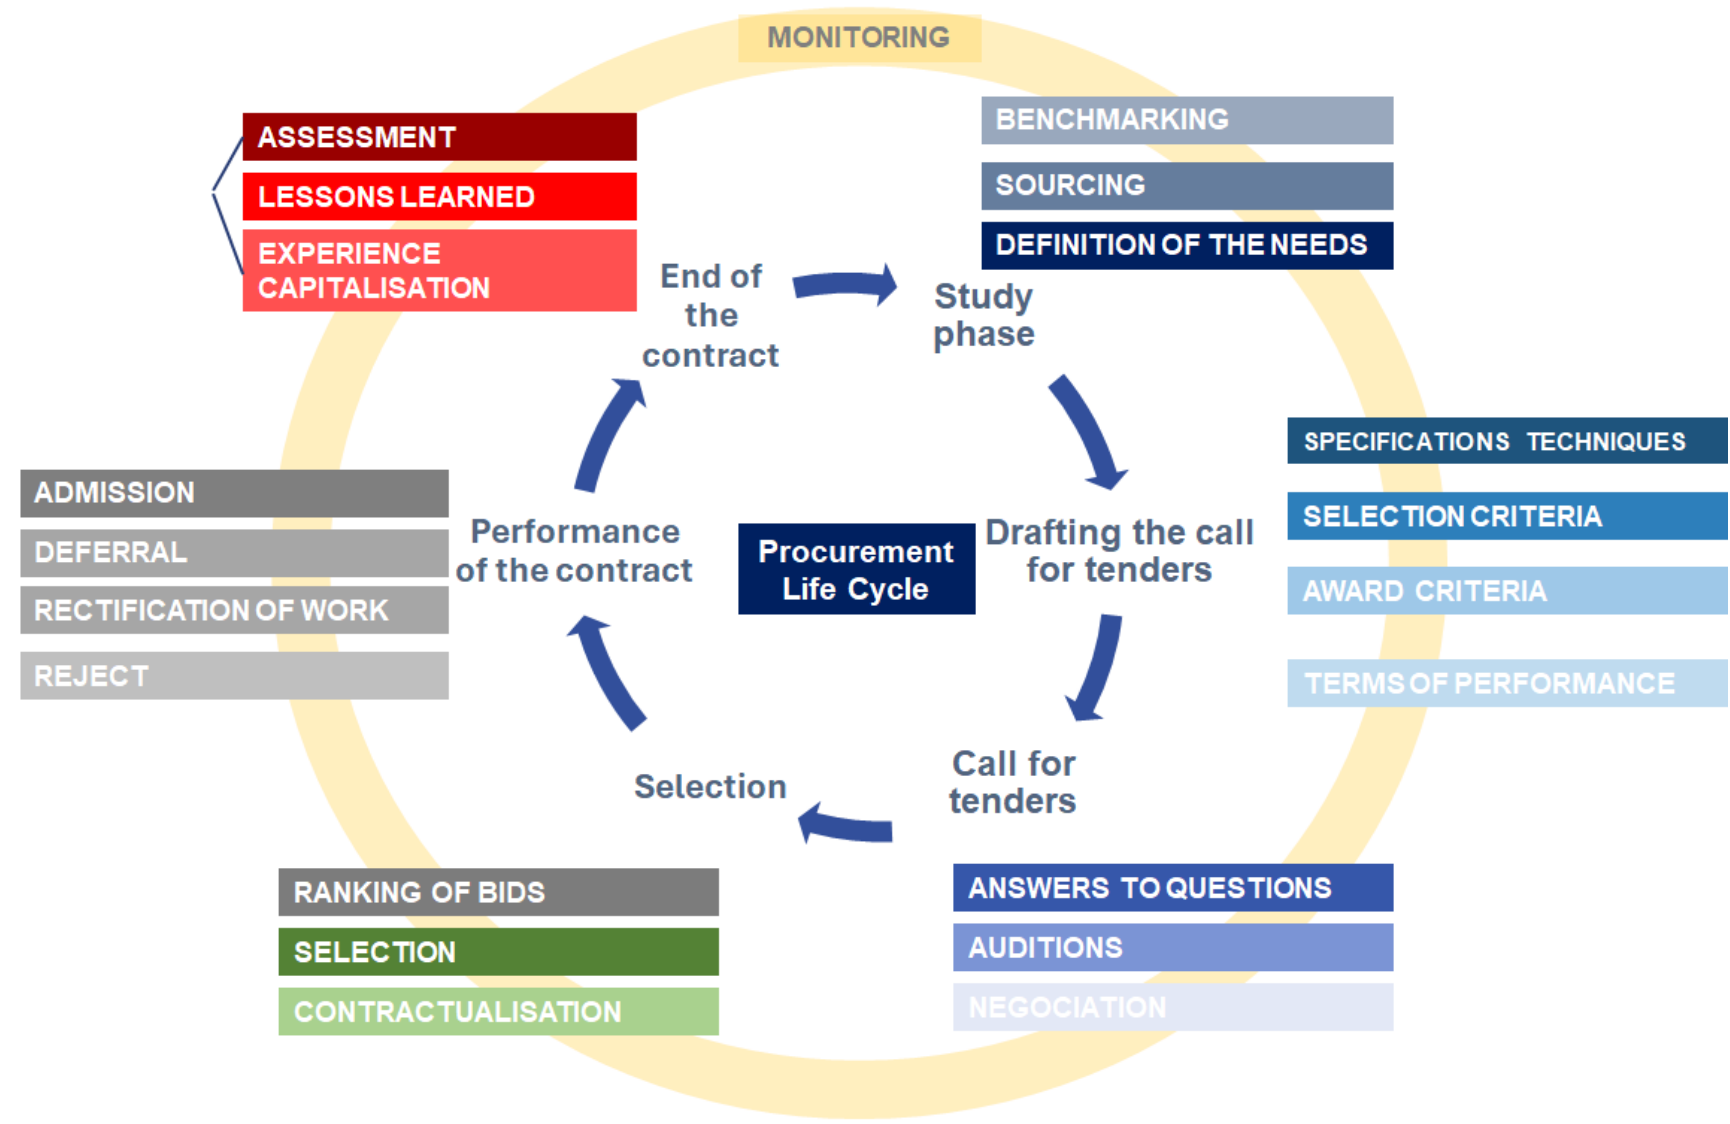 MONITORING
ASSESSMENT
LESSONS LEARNED
EXPERIENCE
CAPITALISATION
BENCHMARKING
SOURCING
DEFINITION OF THE NEEDS
End of
the
contract
Study
phase
SPECIFICATIONS TECHNIQUES
SELECTION CRITERIA
AWARD CRITERIA
TERMS OF PERFORMANCE
ADMISSION
DEFERRAL
RECTIFICATION OF WORK
REJECT
Performance
of the contract
Procurement
Life Cycle
Drafting the call
for tenders
Call for
tenders
Selection
RANKING OF BIDS
SELECTION
CONTRACTUALISATION
ANSWERS TO QUESTIONS
AUDITIONS
NEGOCIATION